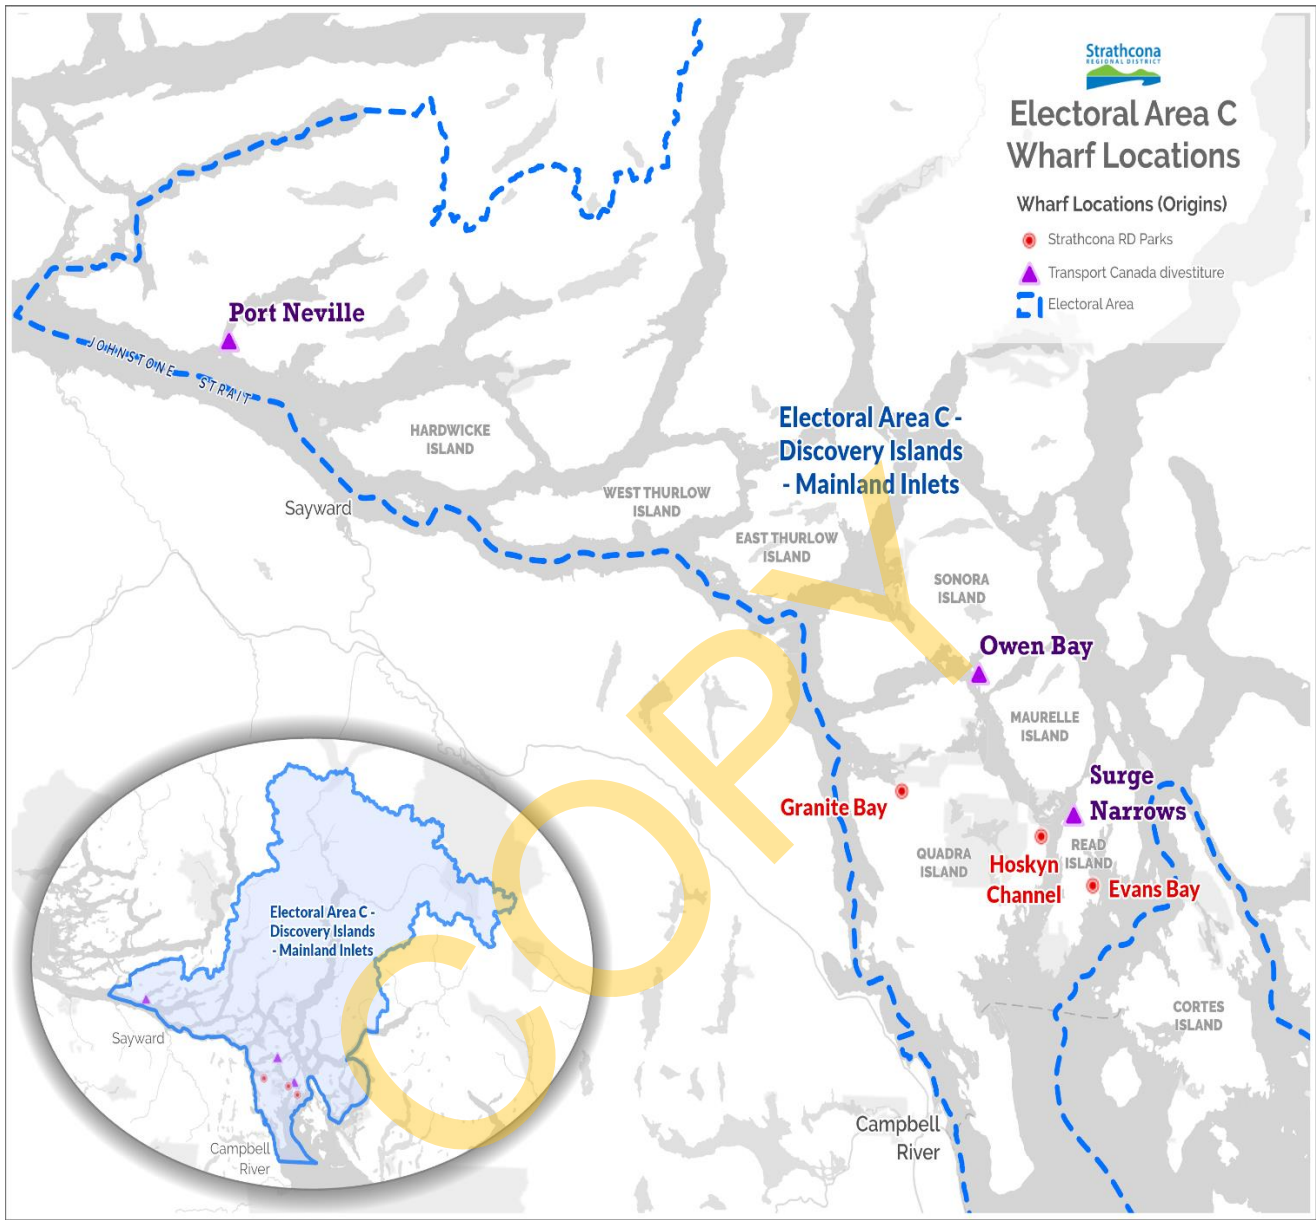 Strathcona
REGIONAL DISTRICT
Electoral Area C
Wharf Locations
Wharf Locations (Origins)
Strathcona RD Parks
Transport Canada divestiture
Electoral Area
Port Neville
JOHNSTONE STRAIT
HARDWICKE
ISLAND
Electoral Area C -
Discovery Islands
- Mainland Inlets
Sayward
WEST THURLOW
ISLAND
EAST THURLOW
ISLAND
SONORA
ISLAND
Owen Bay
MAURELLE
ISLAND
Surge
Narrows
Granite Bay
QUADRA
ISLAND
READ
ISLAND
Hoskyn
Channel
Evans Bay
CORTES
ISLAND
Campbell
River
Electoral Area C -
Discovery Islands
- Mainland Inlets
Sayward
Campbell
River
COPY